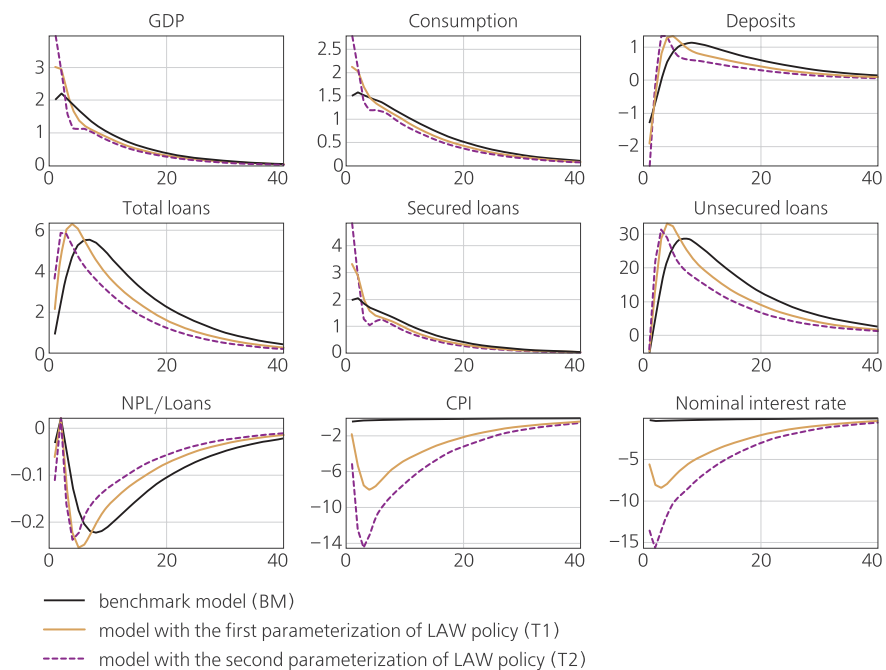 GDP Consumption Deposits
3 2.5 1
2 2.0 0
1 1.5 −1
0 1.0 −2
0.5
0
0 20 40 0 20 40 0 20 40
Total loans Secured loans Unsecured loans
6 4 30
4 3 20
2 2 10
0 1 0
0
0 20 40 0 20 40 0 20 40
NPL/Loans CPI Nominal interest rate
0 −2 −5
−0.1 −6 −10
−0.2 −10 −15
−14
0 20 40 0 20 40 0 20 40
benchmark model (BM)
model with the first parameterization of LAW policy (T1)
model with the second parameterization of LAW policy (T2)